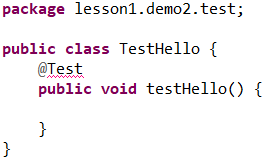 package lesson1.demo2.test;
public class TestHello {
@Test
public void testHello() {
}
}